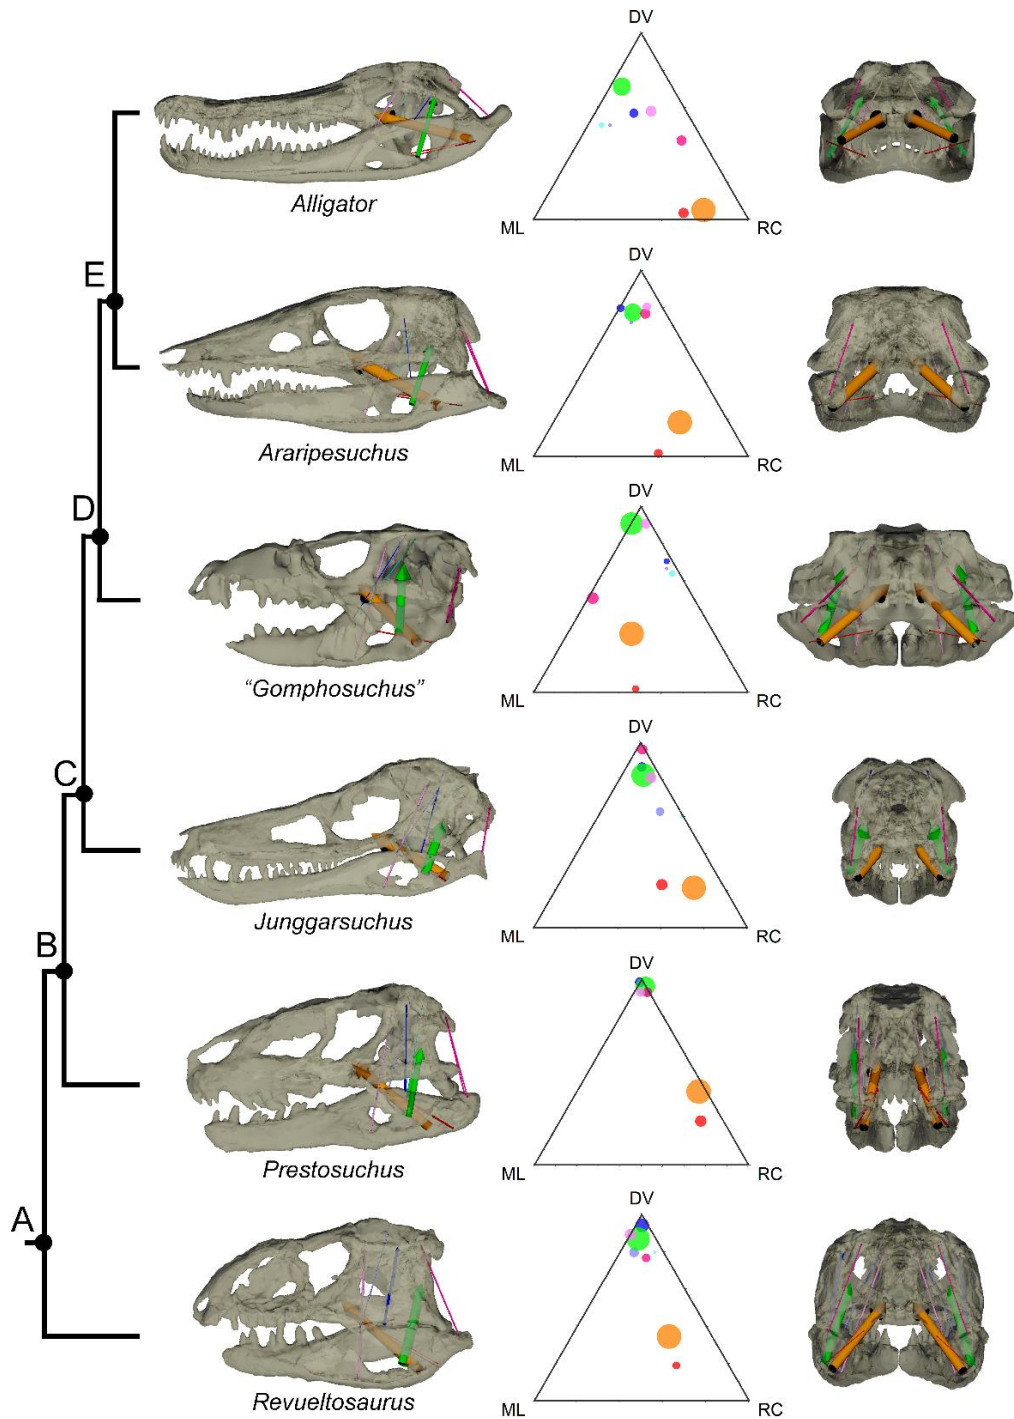 DV
ML
RC
Alligator
E
DV
ML
RC
Araripesuchus
D
DV
ML
RC
“Gomphosuchus”
C
DV
ML
RC
Junggarsuchus
B
DV
ML
RC
Prestosuchus
A
DV
ML
RC
Revueltosaurus